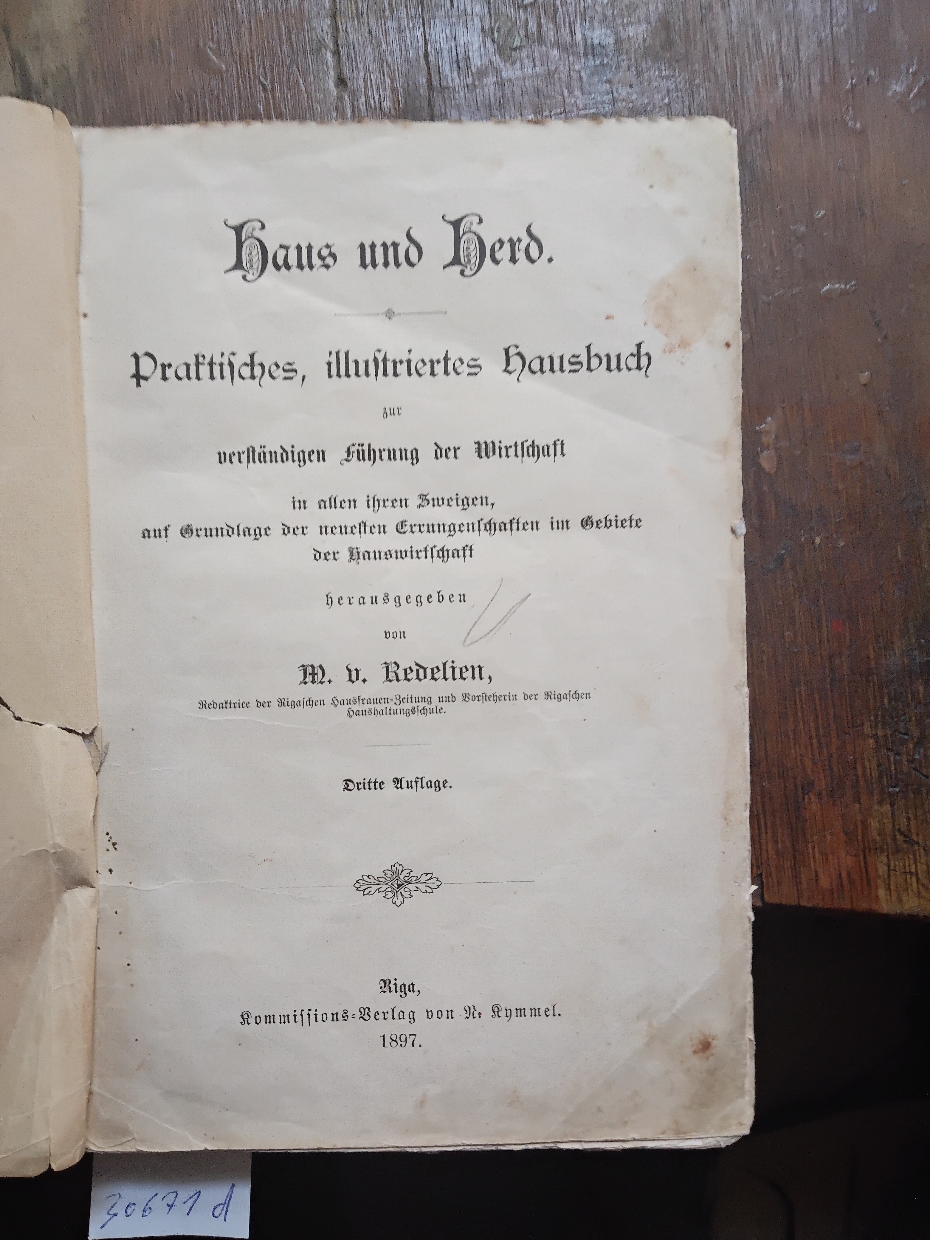 Haus und Herd.
Praktisches, illustriertes Hausbuch
zur
verständigen Führung der Wirtschaft
in allen ihren Zweigen,
auf Grundlage der neuesten Errungenschaften im Gebiete
der Hauswirtschaft
herausgegeben
von
M. v. Redelien,
Redaktrice der Rigaschen Hausfrauen-Zeitung und Vorsteherin der Rigaschen
Haushaltungsschule.
Dritte Auflage.
Riga,
Kommissions-Verlag von N. Kymmel.
1897.
30671 d